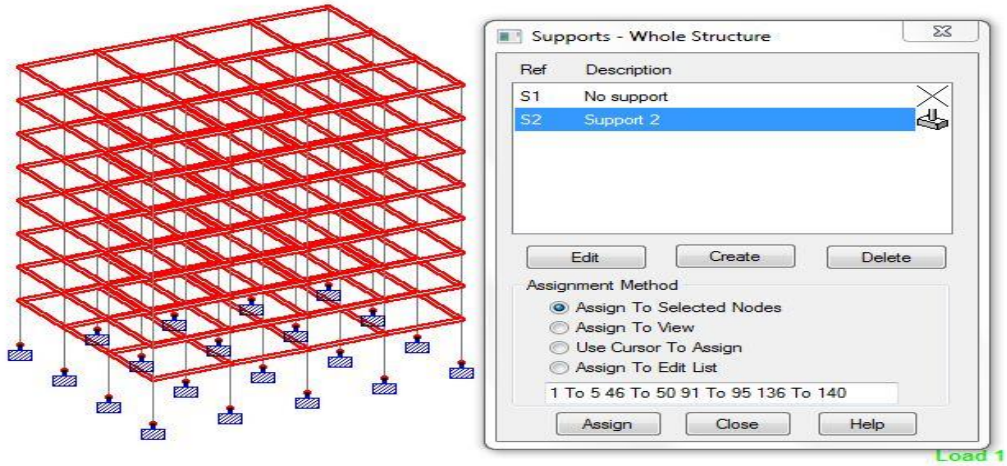 Supports - Whole Structure
Ref Description
S1 No support
S2 Support 2
Edit Create Delete
Assignment Method
Assign To Selected Nodes
Assign To View
Use Cursor To Assign
Assign To Edit List
1 To 5 46 To 50 91 To 95 136 To 140
Assign Close Help
Load 1